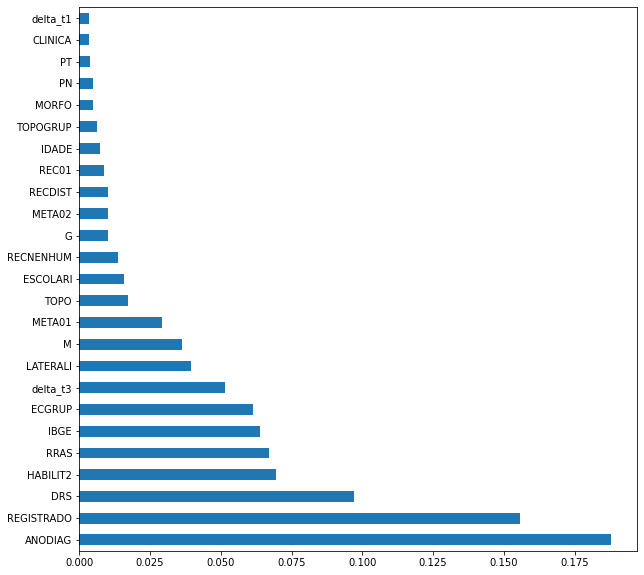 delta_t1
CLINICA
PT
PN
MORFO
TOPOGRUP
IDADE
REC01
RECDIST
META02
G
RECNENHUM
ESCOLARI
TOPO
META01
M
LATERALI
delta_t3
ECGRUP
IBGE
RRAS
HABILIT2
DRS
REGISTRADO
ANODIAG
0.000 0.025 0.050 0.075 0.100 0.125 0.150 0.175